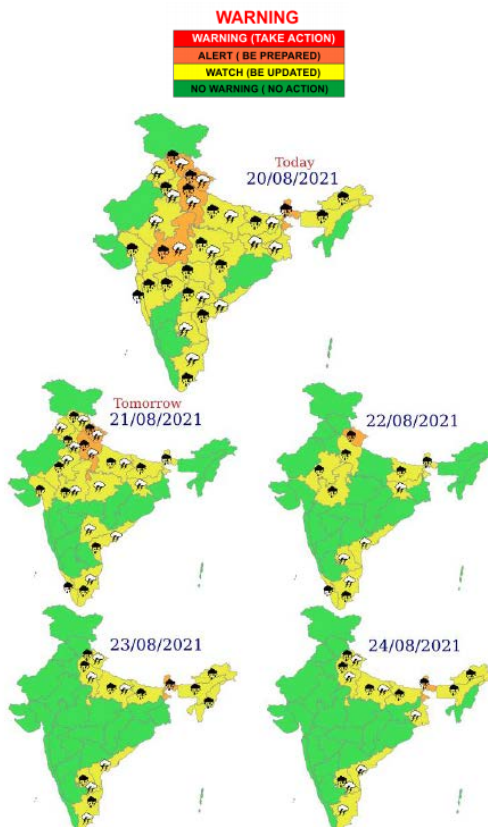 WARNING
WARNING (TAKE ACTION)
ALERT ( BE PREPARED)
WATCH (BE UPDATED)
NO WARNING ( NO ACTION)
Today
20/08/2021
Tomorrow
21/08/2021
22/08/2021
23/08/2021
24/08/2021